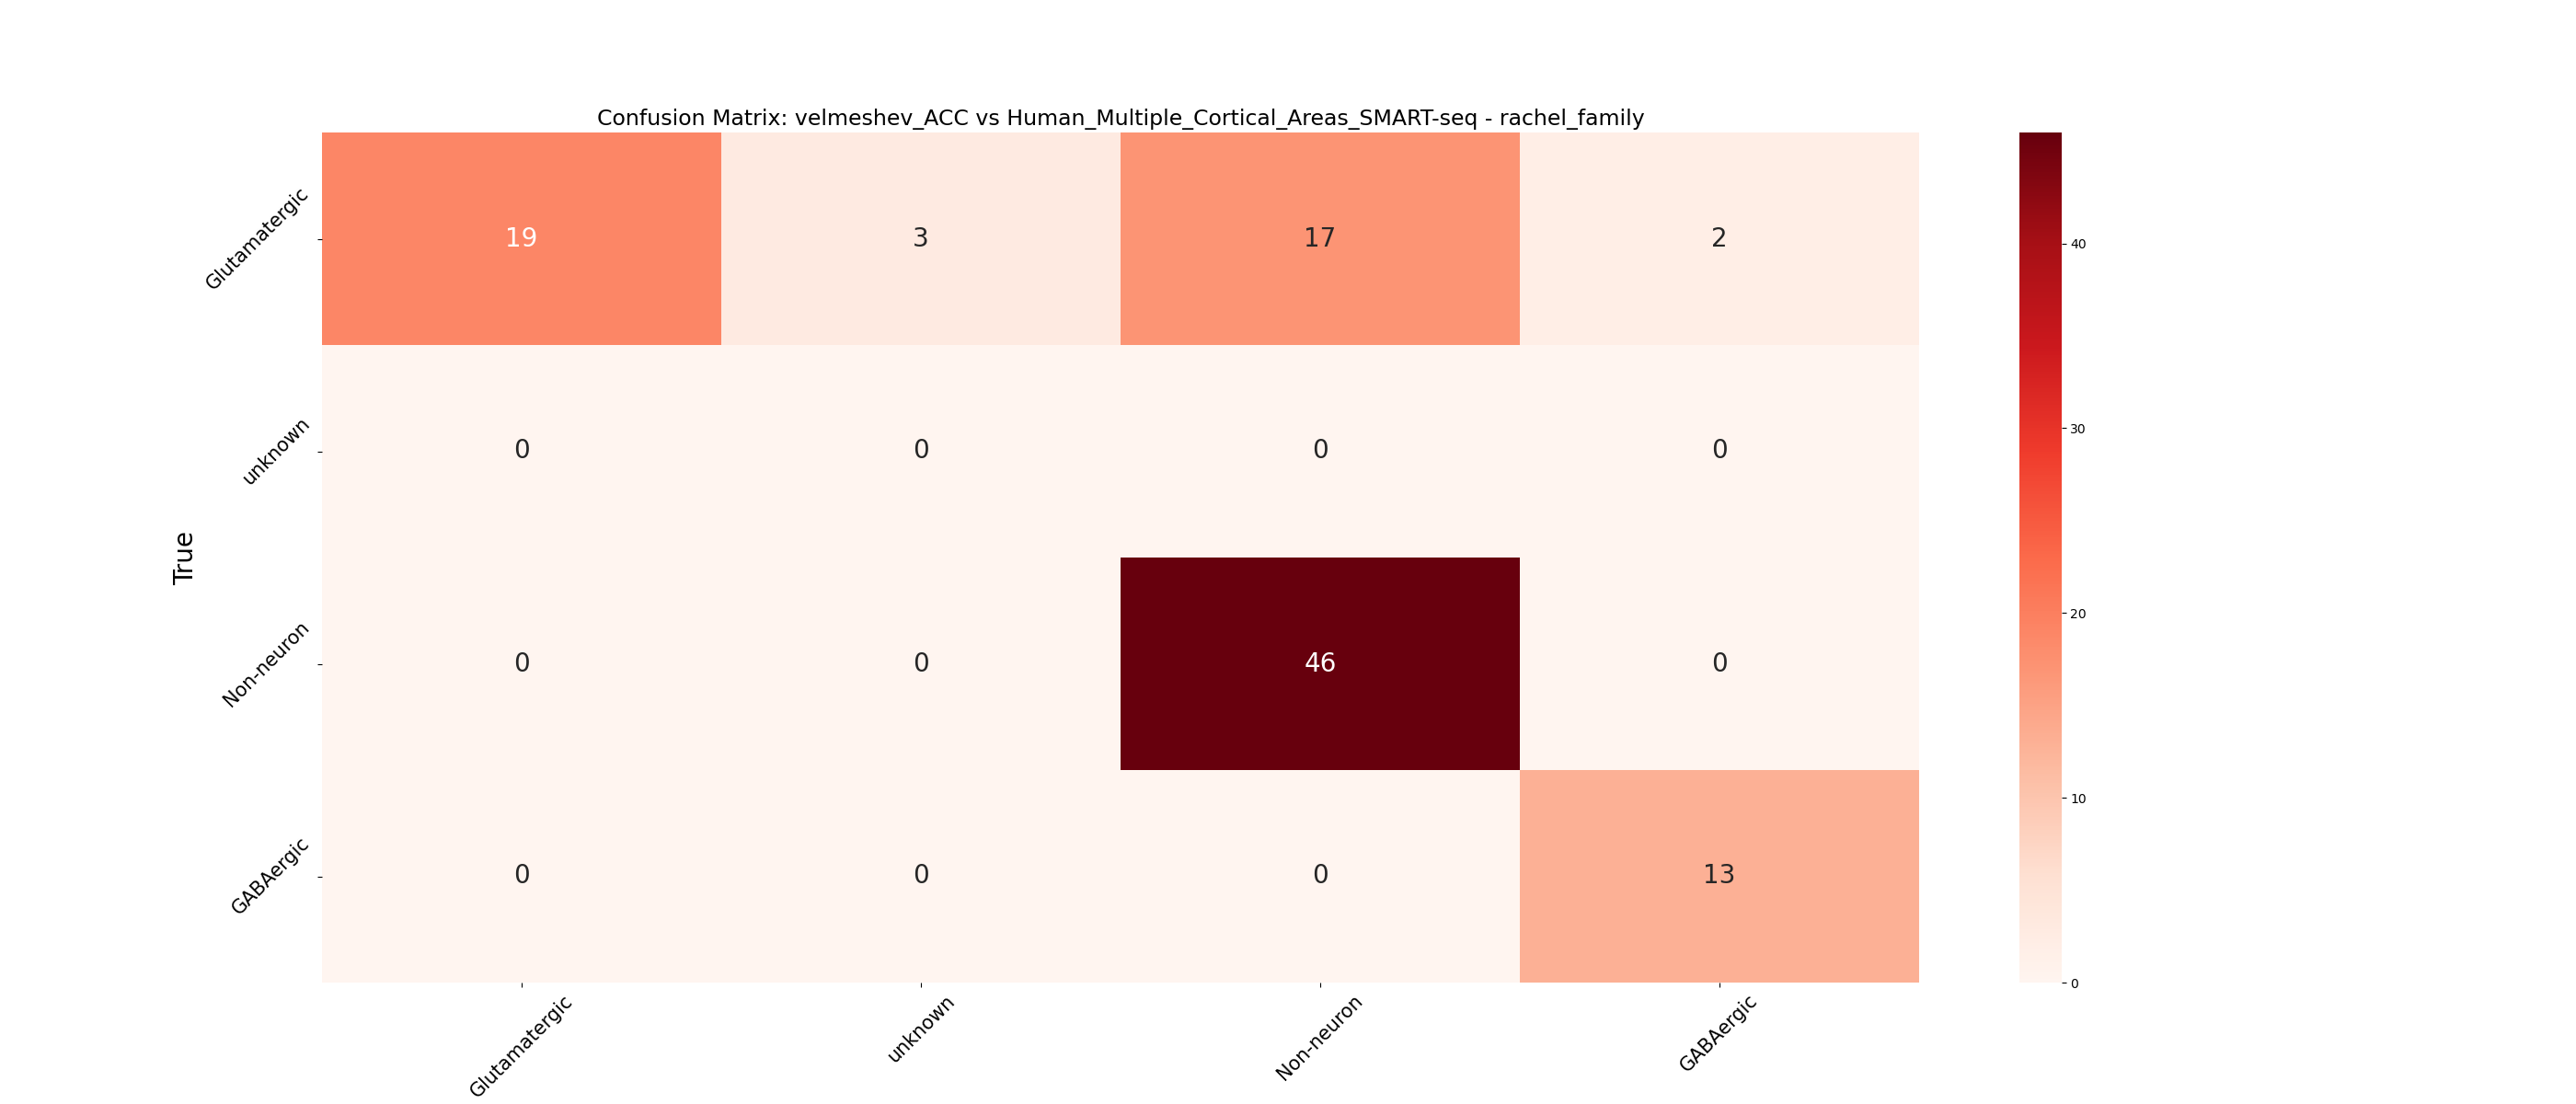 Confusion Matrix: velmeshev_ACC vs Human_Multiple_Cortical_Areas_SMART-seq - rachel_family
True
Glutamatergic
19 3 17 2
unknown
0 0 0 0
Non-neuron
0 0 46 0
GABAergic
0 0 0 13
Glutamatergic unknown Non-neuron GABAergic
40
30
20
10
0